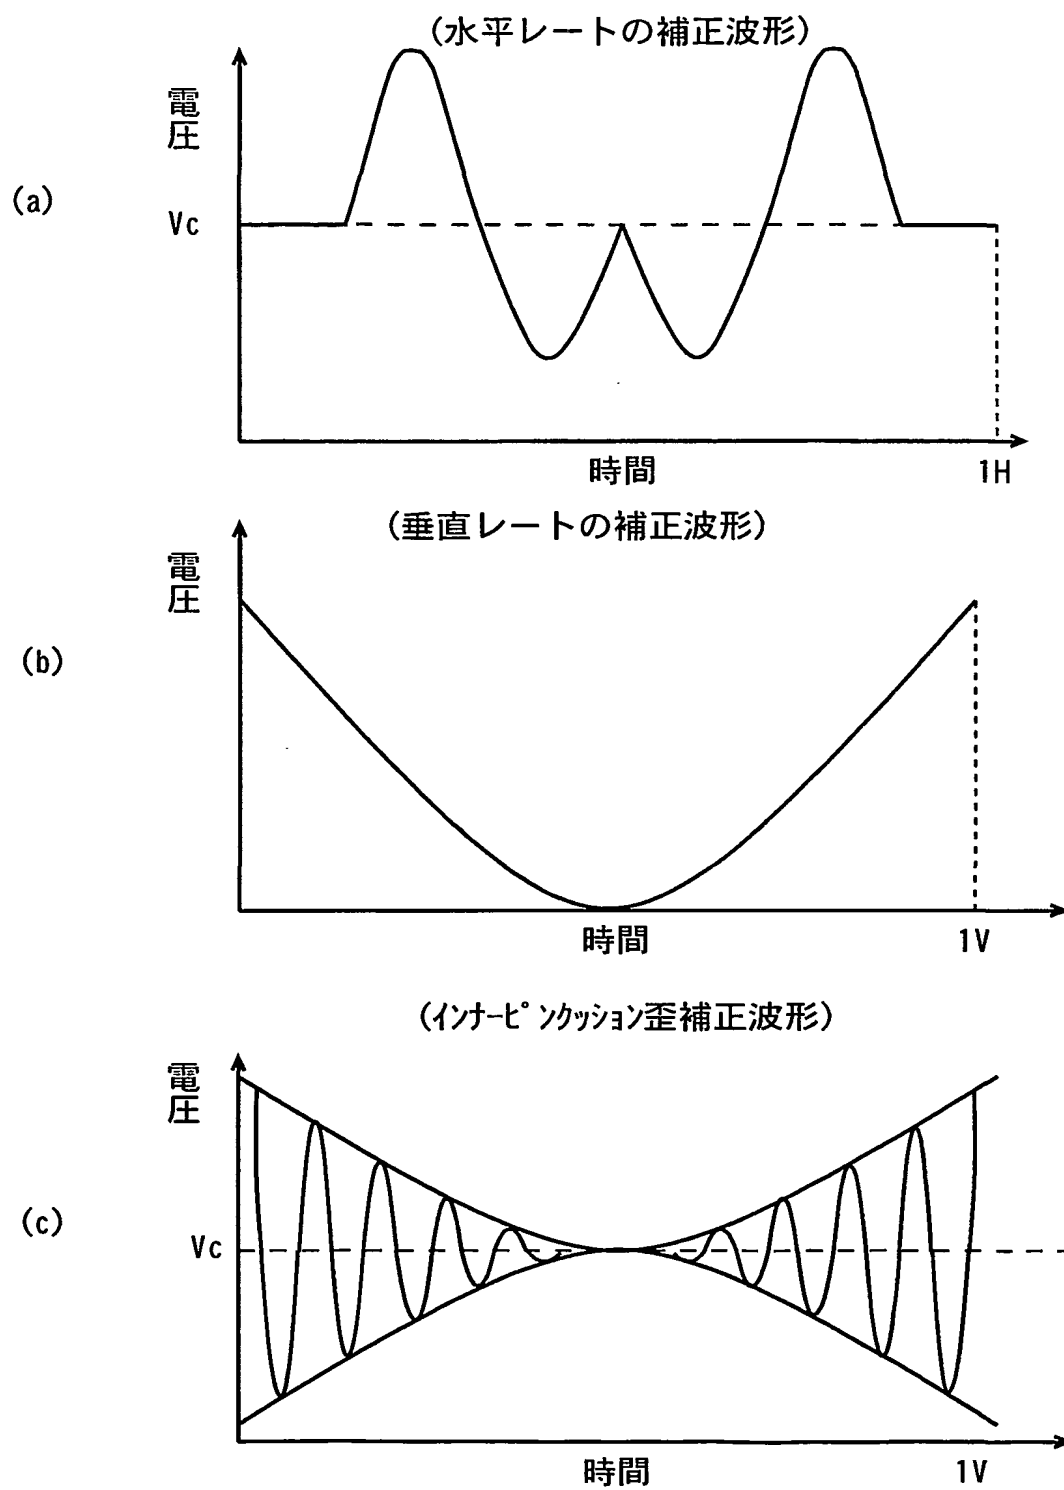 (水平レートの補正波形)
電圧
(a)
Vc
時間
1H
(垂直レートの補正波形)
電圧
(b)
時間
1V
(ｲﾝﾅｰﾋﾟﾝｸｯｼｮﾝ歪補正波形)
電圧
(c)
Vc
時間
1V